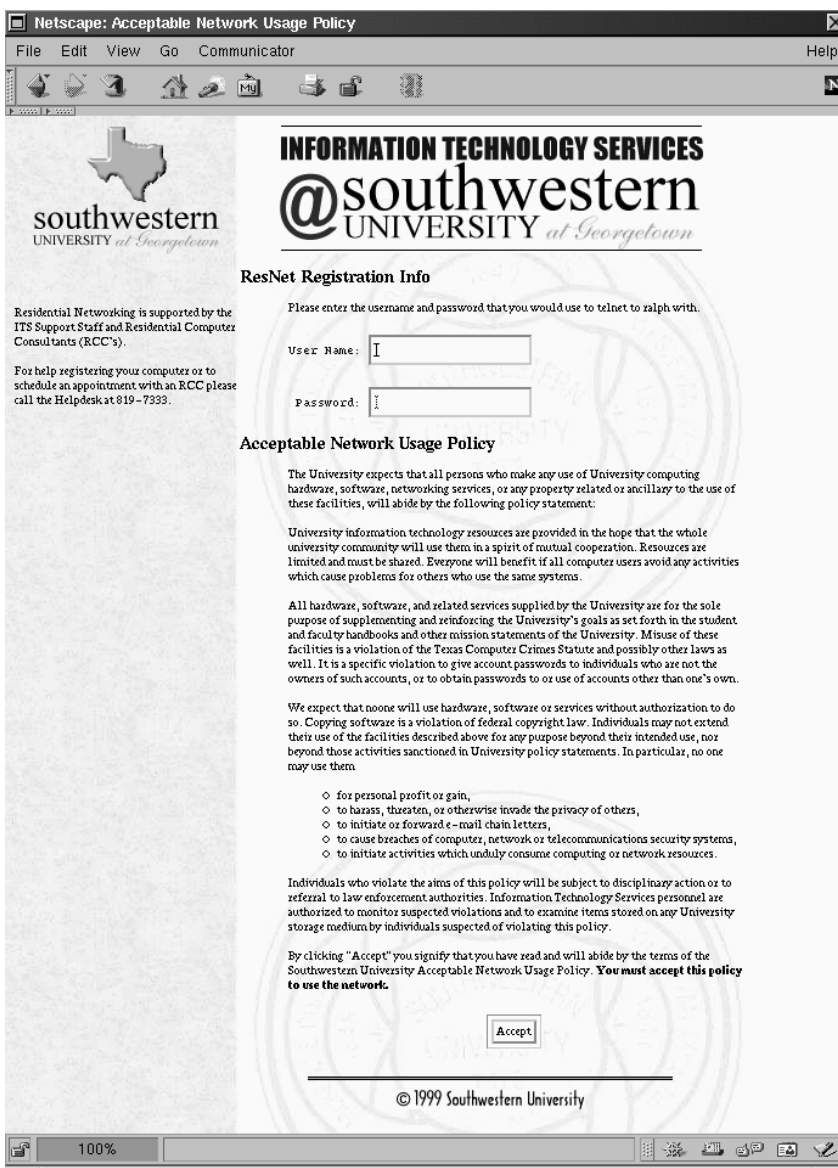 Netscape: Acceptable Network Usage Policy
File Edit View Go Communicator Help
My
N
southwestern
UNIVERSITY at Georgetown
INFORMATION TECHNOLOGY SERVICES
@southwestern
UNIVERSITY at Georgetown
Residential Networking is supported by the
ITS Support Staff and Residential Computer
Consultants (RCC's).
For help registering your computer or to
schedule an appointment with an RCC please
call the Helpdesk at 819-7333.
ResNet Registration Info
Please enter the username and password that you would use to telnet to ralph with.
User Name:
Password:
Acceptable Network Usage Policy
The University expects that all persons who make any use of University computing
hardware, software, networking services, or any property related or ancillary to the use of
these facilities, will abide by the following policy statement:
University information technology resources are provided in the hope that the whole
university community will use them in a spirit of mutual cooperation. Resources are
limited and must be shared. Everyone will benefit if all computer users avoid any activities
which cause problems for others who use the same systems.
All hardware, software, and related services supplied by the University are for the sole
purpose of supplementing and reinforcing the University's goals as set forth in the student
and faculty handbooks and other mission statements of the University. Misuse of these
facilities is a violation of the Texas Computer Crimes Statute and possibly other laws as
well. It is a specific violation to give account passwords to individuals who are not the
owners of such accounts, or to obtain passwords to or use of accounts other than one's own.
We expect that noone will use hardware, software or services without authorization to do
so. Copying software is a violation of federal copyright law. Individuals may not extend
their use of the facilities described above for any purpose beyond their intended use, nor
beyond those activities sanctioned in University policy statements. In particular, no one
may use them
for personal profit or gain,
to harass, threaten, or otherwise invade the privacy of others,
to initiate or forward e-mail chain letters,
to cause breaches of computer, network or telecommunications security systems,
to initiate activities which unduly consume computing or network resources.
Individuals who violate the aims of this policy will be subject to disciplinary action or to
referral to law enforcement authorities. Information Technology Services personnel are
authorized to monitor suspected violations and to examine items stored on any University
storage medium by individuals suspected of violating this policy.
By clicking "Accept" you signify that you have read and will abide by the terms of the
Southwestern University Acceptable Network Usage Policy. You must accept this policy
to use the network.
Accept
© 1999 Southwestern University
100%